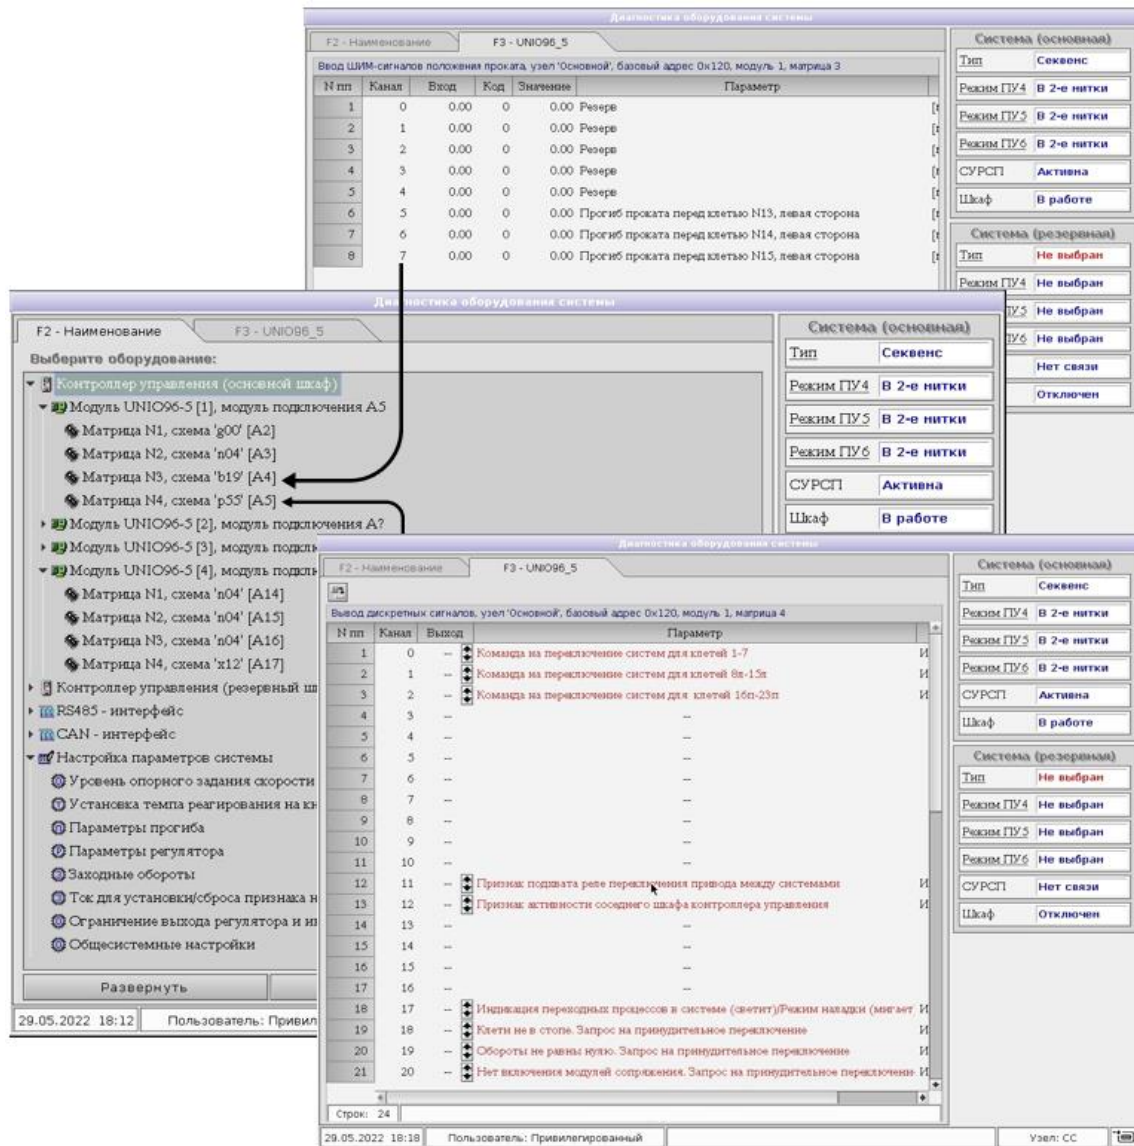 Диагностика оборудования системы
F2 - Наименование F3 - UNIO96_5
Ввод ШИМ-сигналов положения проката, узел 'Основной', базовый адрес 0x120, модуль 1, матрица 3
N пп Канал Вход Код Значение Параметр
1 0 0.00 0 0.00 Резерв
2 1 0.00 0 0.00 Резерв
3 2 0.00 0 0.00 Резерв
4 3 0.00 0 0.00 Резерв
5 4 0.00 0 0.00 Резерв
6 5 0.00 0 0.00 Прогиб проката перед клетью N13, левая сторона
7 6 0.00 0 0.00 Прогиб проката перед клетью N14, левая сторона
8 7 0.00 0 0.00 Прогиб проката перед клетью N15, левая сторона
Система (основная)
Тип Секвенс
Режим ПУ4 В 2-е нитки
Режим ПУ5 В 2-е нитки
Режим ПУ6 В 2-е нитки
СУРСП Активна
Шкаф В работе
Система (резервная)
Тип Не выбран
Режим ПУ4 Не выбран
ПУ5 Не выбран
ПУ6 Не выбран
Нет связи
Отключен
Диагностика оборудования системы
F2 - Наименование F3 - UNIO96_5
Выберите оборудование:
Контроллер управления (основной шкаф)
Модуль UNIO96-5 [1], модуль подключения A5
Матрица N1, схема 'g00' [A2]
Матрица N2, схема 'n04' [A3]
Матрица N3, схема 'b19' [A4]
Матрица N4, схема 'p55' [A5]
Модуль UNIO96-5 [2], модуль подключения A?
Модуль UNIO96-5 [3], модуль
Модуль UNIO96-5 [4], модуль
Матрица N1, схема 'n04' [A14]
Матрица N2, схема 'n04' [A15]
Матрица N3, схема 'n04' [A16]
Матрица N4, схема 'x12' [A17]
Контроллер управления (резервный
RS485 - интерфейс
CAN - интерфейс
Настройка параметров системы
Уровень опорного задания скорости
Установка темпа реагирования на
Параметры прогиба
Параметры регулятора
Заходные обороты
Ток для установки/сброса признака
Ограничение выхода регулятора и
Общесистемные настройки
Развернуть
29.05.2022 18:12 Пользователь:
Система (основная)
Тип Секвенс
Режим ПУ4 В 2-е нитки
Режим ПУ5 В 2-е нитки
Режим ПУ6 В 2-е нитки
СУРСП Активна
Шкаф В работе
Диагностика оборудования системы
F2 - Наименование F3 - UNIO96_5
Вывод дискретных сигналов, узел 'Основной', базовый адрес 0x120, модуль 1, матрица 4
N пп Канал Выход Параметр
1 0 -- Команда на переключение систем для клетей 1-7 И
2 1 -- Команда на переключение систем для клетей 8л-15л И
3 2 -- Команда на переключение систем для клетей 16п-23п И
4 3 -- --
5 4 -- --
6 5 -- --
7 6 -- --
8 7 -- --
9 8 -- --
10 9 -- --
11 10 -- --
12 11 -- Признак подхвата реле переключения привода между системами И
13 12 -- Признак активности соседнего шкафа контроллера управления И
14 13 -- --
15 14 -- --
16 15 -- --
17 16 -- --
18 17 -- Индикация переходных процессов в системе (светит)/Режим наладки (мигает И
19 18 -- Клети не в стопе. Запрос на принудительное переключение И
20 19 -- Обороты не равны нулю. Запрос на принудительное переключение И
21 20 -- Нет включения модулей сопряжения. Запрос на принудительное И
Строк: 24
29.05.2022 18:18 Пользователь: Привилегированный Узел: CC
Система (основная)
Тип Секвенс
Режим ПУ4 В 2-е нитки
Режим ПУ5 В 2-е нитки
Режим ПУ6 В 2-е нитки
СУРСП Активна
Шкаф В работе
Система (резервная)
Тип Не выбран
Режим ПУ4 Не выбран
Режим ПУ5 Не выбран
Режим ПУ6 Не выбран
СУРСП Нет связи
Шкаф Отключен